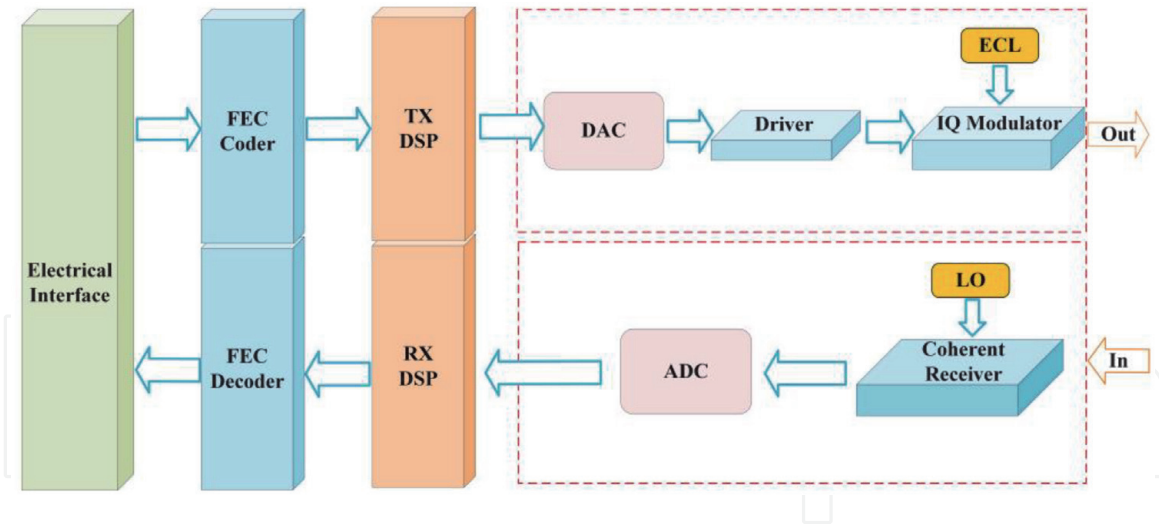 Electrical
Interface
FEC
Coder
TX
DSP
DAC
Driver
ECL
IQ Modulator
Out
FEC
Decoder
RX
DSP
ADC
LO
Coherent
Receiver
In